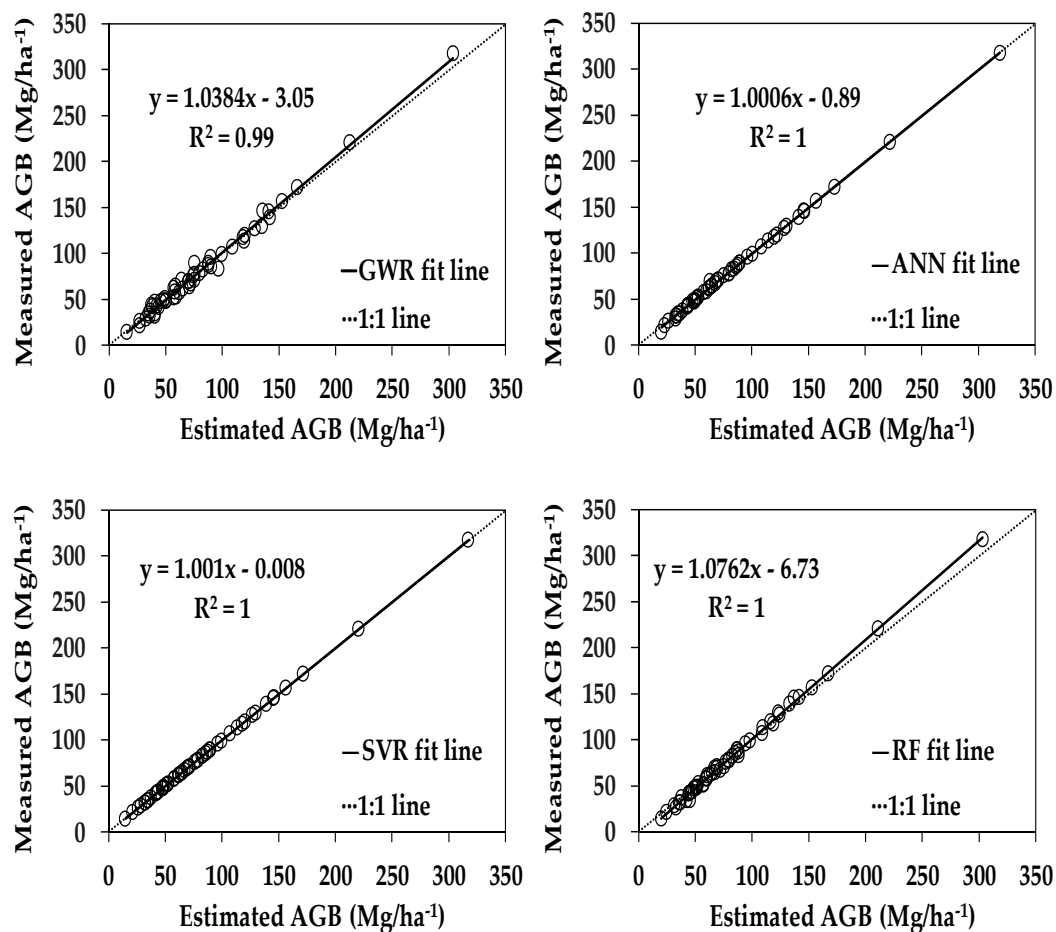 Measured AGB (Mg/ha⁻¹)
350
300
250
200
150
100
50
0
y = 1.0384x - 3.05
R² = 0.99
GWR fit line
1:1 line
0 50 100 150 200 250 300 350
Estimated AGB (Mg/ha⁻¹)
Measured AGB (Mg/ha⁻¹)
350
300
250
200
150
100
50
0
y = 1.0006x - 0.89
R² = 1
ANN fit line
1:1 line
0 50 100 150 200 250 300 350
Estimated AGB (Mg/ha⁻¹)
Measured AGB (Mg/ha⁻¹)
350
300
250
200
150
100
50
0
y = 1.001x - 0.008
R² = 1
SVR fit line
1:1 line
0 50 100 150 200 250 300 350
Estimated AGB (Mg/ha⁻¹)
Measured AGB (Mg/ha⁻¹)
350
300
250
200
150
100
50
0
y = 1.0762x - 6.73
R² = 1
RF fit line
1:1 line
0 50 100 150 200 250 300 350
Estimated AGB (Mg/ha⁻¹)